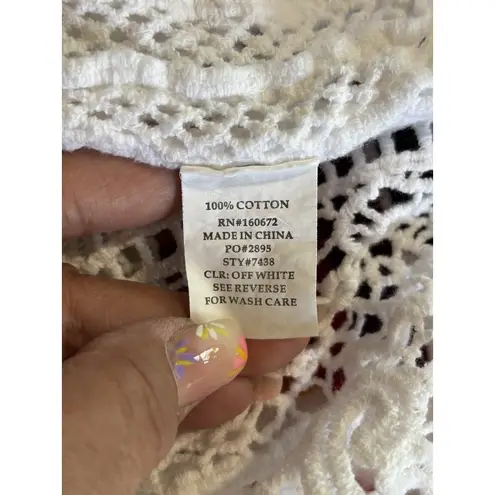 100% COTTON
RN#160672
MADE IN CHINA
PO#2895
STY#7438
CLR: OFF WHITE
SEE REVERSE
FOR WASH CARE